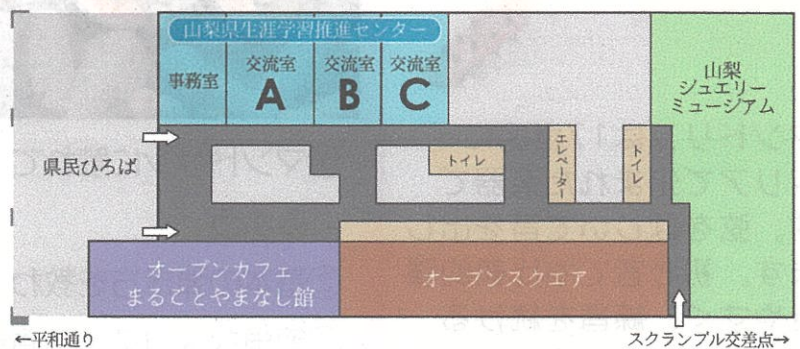 山梨県生涯学習推進センター
事務室
交流室
A
交流室
B
交流室
C
山梨
ジュエリー
ミュージアム
県民ひろば
トイレ
エレベーター
トイレ
オープンカフェ
まるごとやまなし館
オープンスクエア
←平和通り
スクランブル交差点→